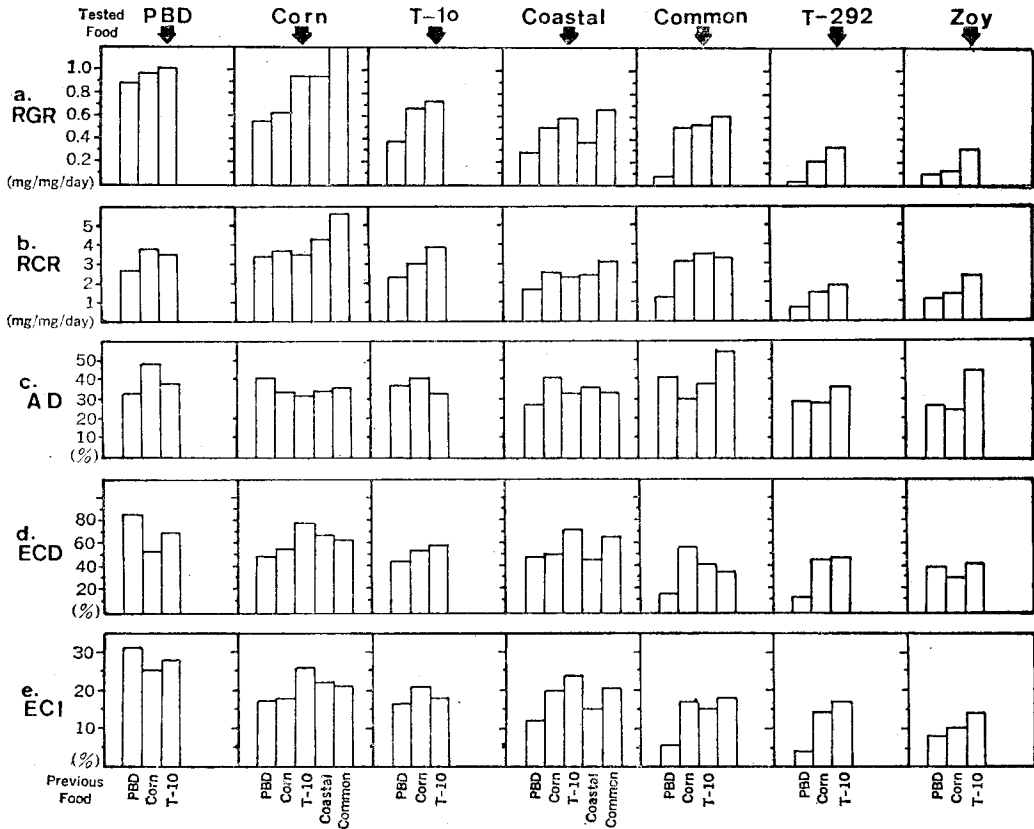 Tested Food PBD Corn T-10 Coastal Common T-292 Zoy
a. RGR
1.0
0.8
0.6
0.4
0.2
(mg/mg/day)
b. RCR
5
4
3
2
1
(mg/mg/day)
c. AD
50
40
30
20
10
(%)
d. ECD
80
60
40
20
(%)
e. ECI
30
20
10
(%)
Previous Food PBD Corn T-10 PBD Corn T-10 Coastal Common PBD Corn T-10 PBD Corn T-10 Coastal Common PBD Corn T-10 PBD Corn T-10 PBD Corn T-10